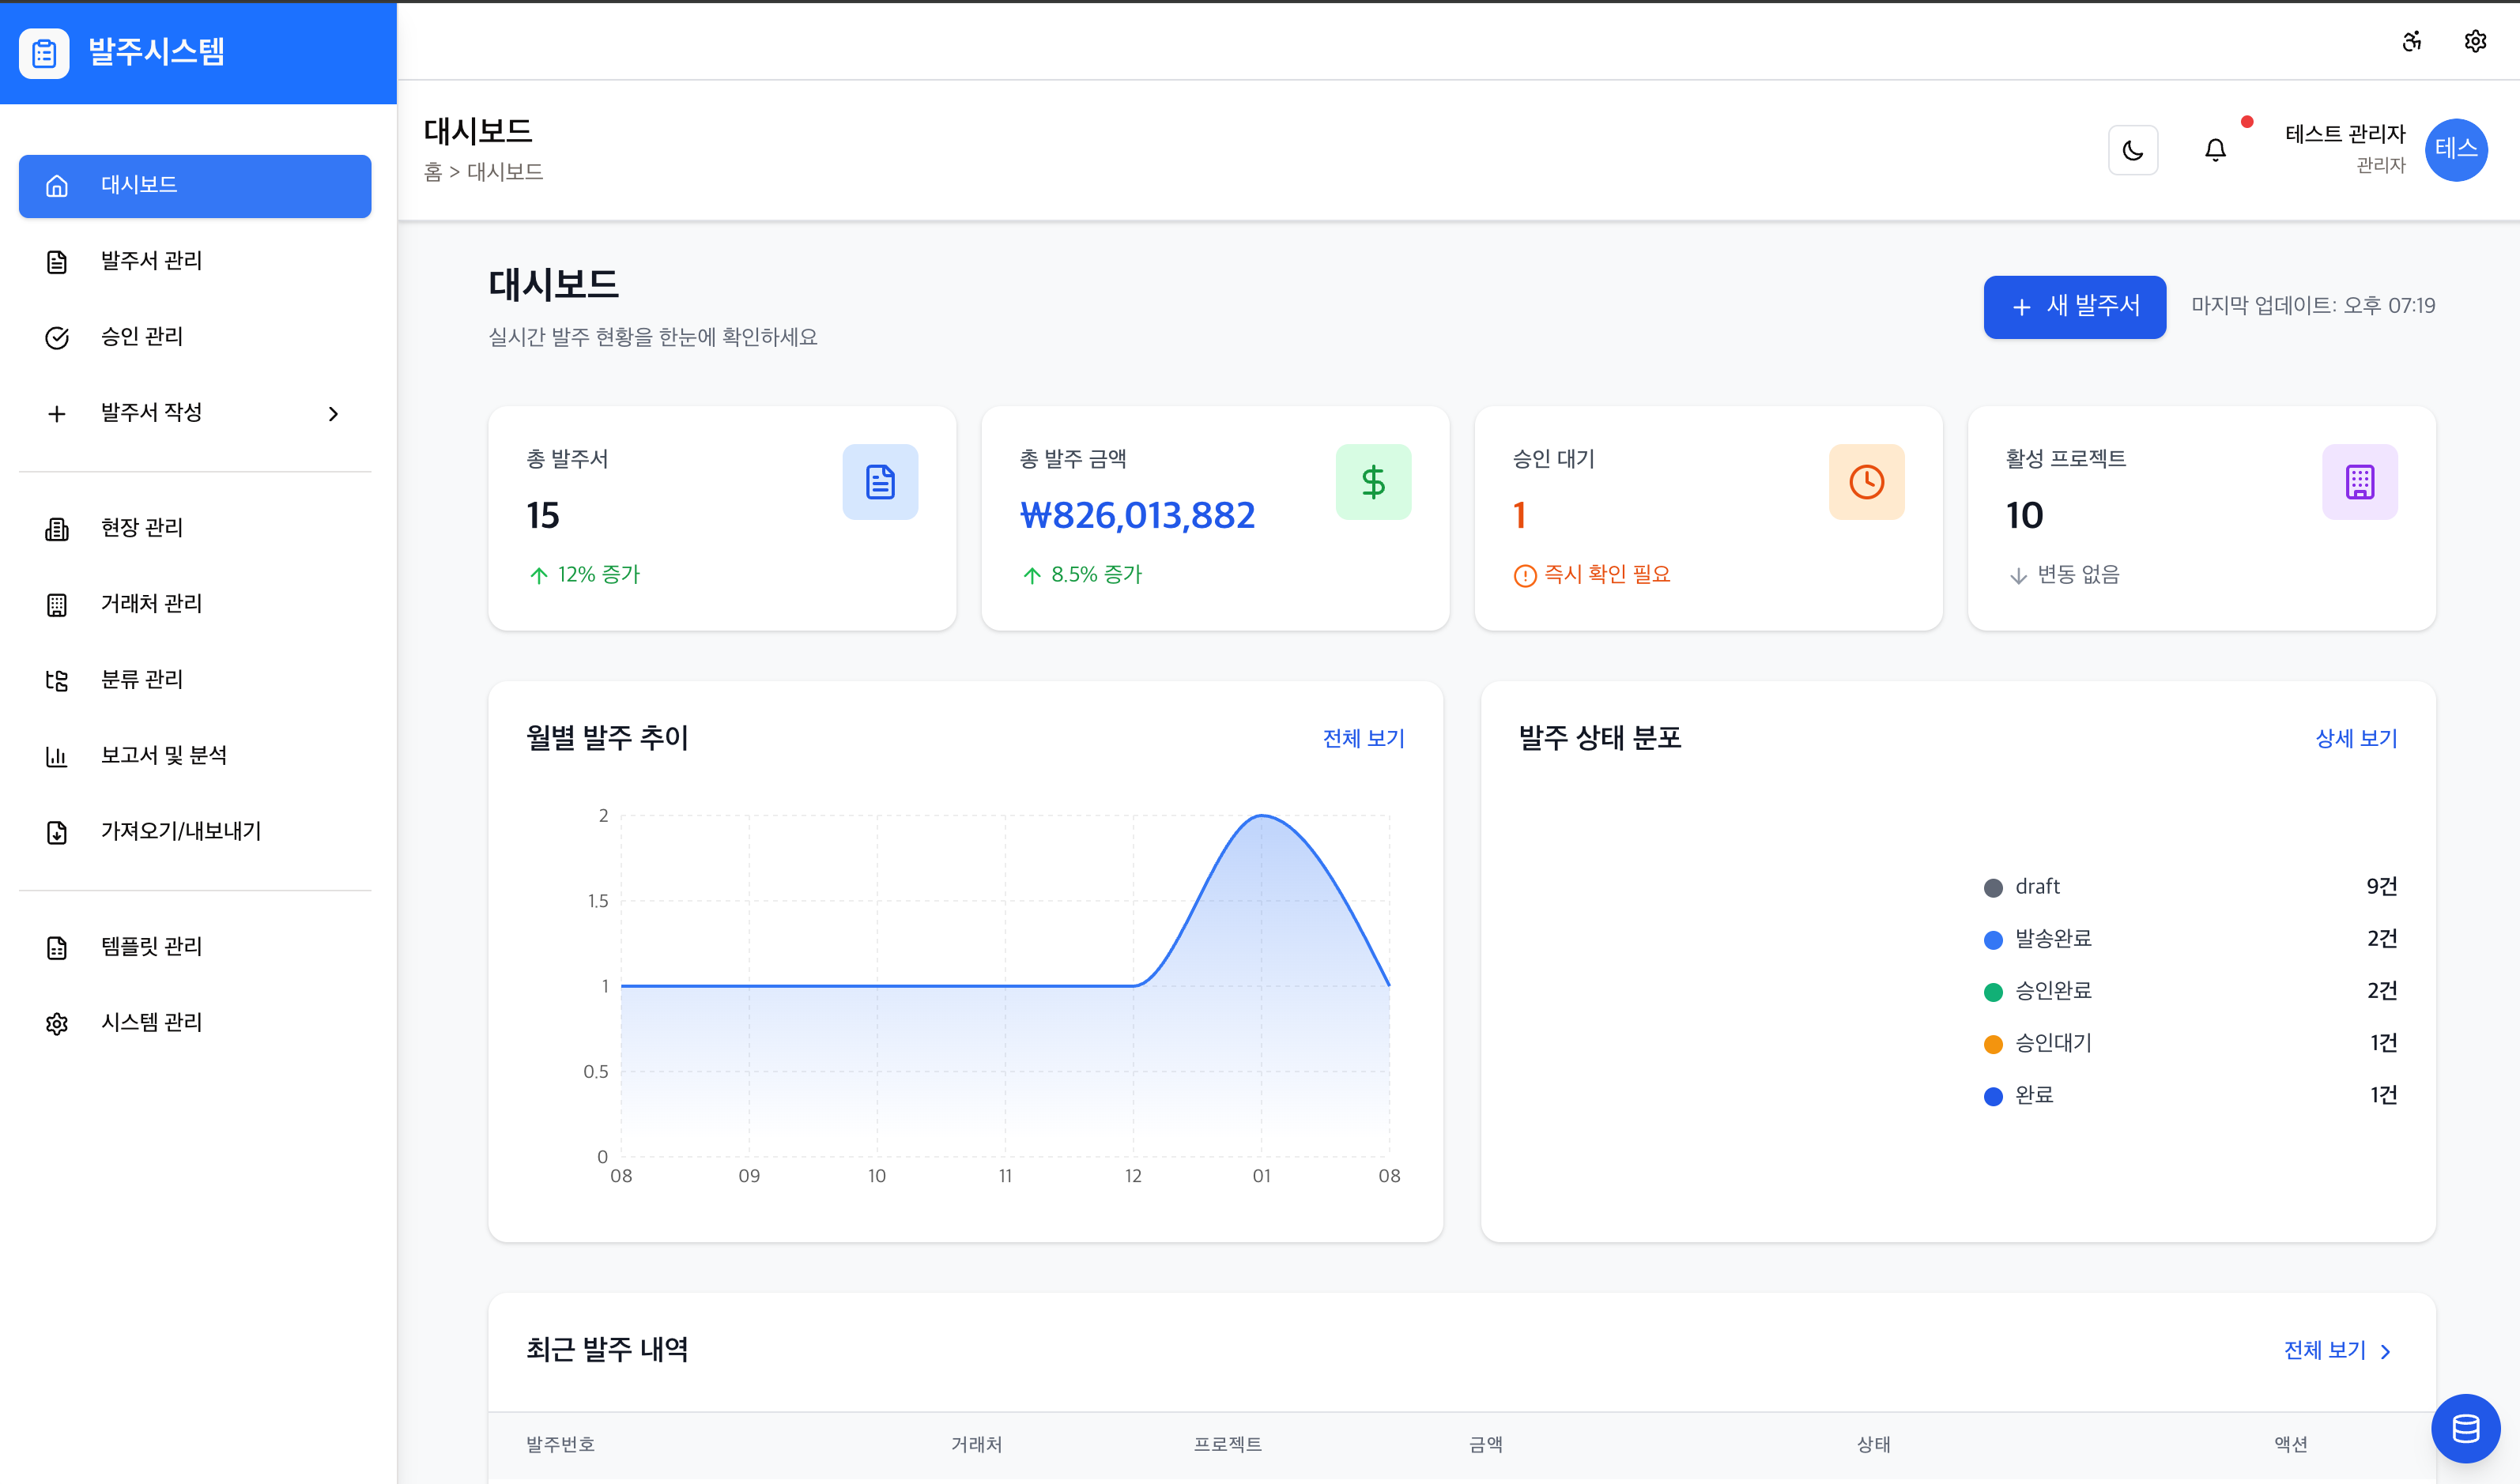 발주시스템
대시보드
발주서 관리
승인 관리
발주서 작성
현장 관리
거래처 관리
분류 관리
보고서 및 분석
가져오기/내보내기
템플릿 관리
시스템 관리
대시보드
홈 > 대시보드
테스트 관리자
관리자
테스
대시보드
실시간 발주 현황을 한눈에 확인하세요
새 발주서
마지막 업데이트: 오후 07:19
총 발주서
15
12% 증가
총 발주 금액
₩826,013,882
8.5% 증가
승인 대기
1
즉시 확인 필요
활성 프로젝트
10
변동 없음
월별 발주 추이
전체 보기
2
1.5
1
0.5
0
08 09 10 11 12 01 08
발주 상태 분포
상세 보기
draft 9건
발송완료 2건
승인완료 2건
승인대기 1건
완료 1건
최근 발주 내역
전체 보기
발주번호 거래처 프로젝트 금액 상태 액션